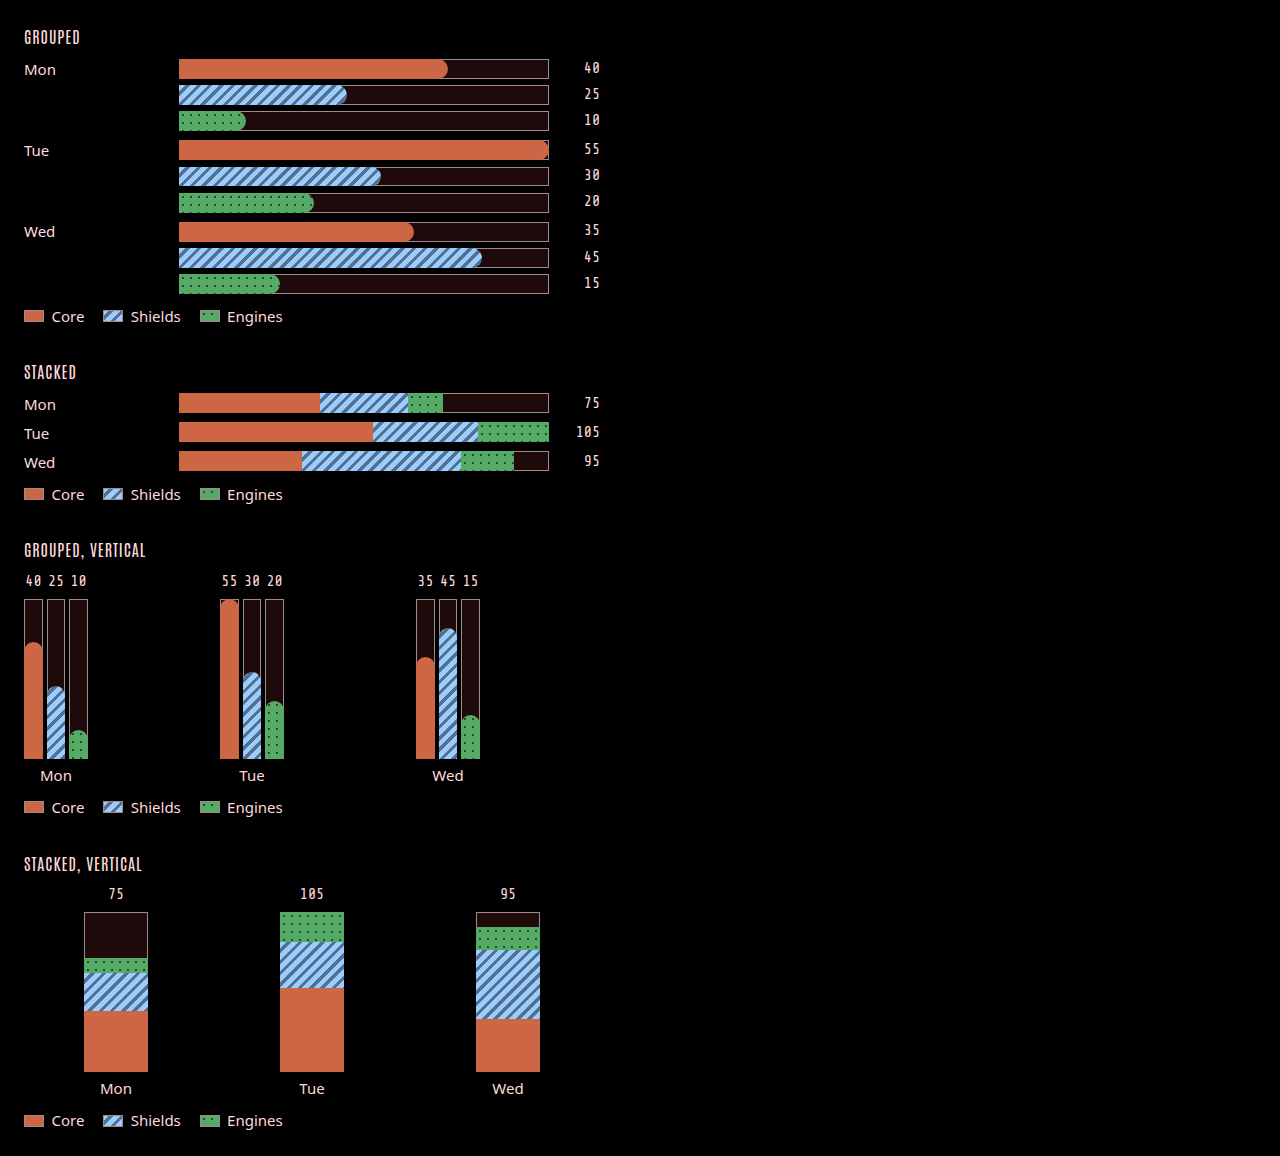 GROUPED
Mon 40
25
10
Tue 55
30
20
Wed 35
45
15
Core Shields Engines
STACKED
Mon 75
Tue 105
Wed 95
Core Shields Engines
GROUPED, VERTICAL
40 25 10 55 30 20 35 45 15
Mon Tue Wed
Core Shields Engines
STACKED, VERTICAL
75 105 95
Mon Tue Wed
Core Shields Engines